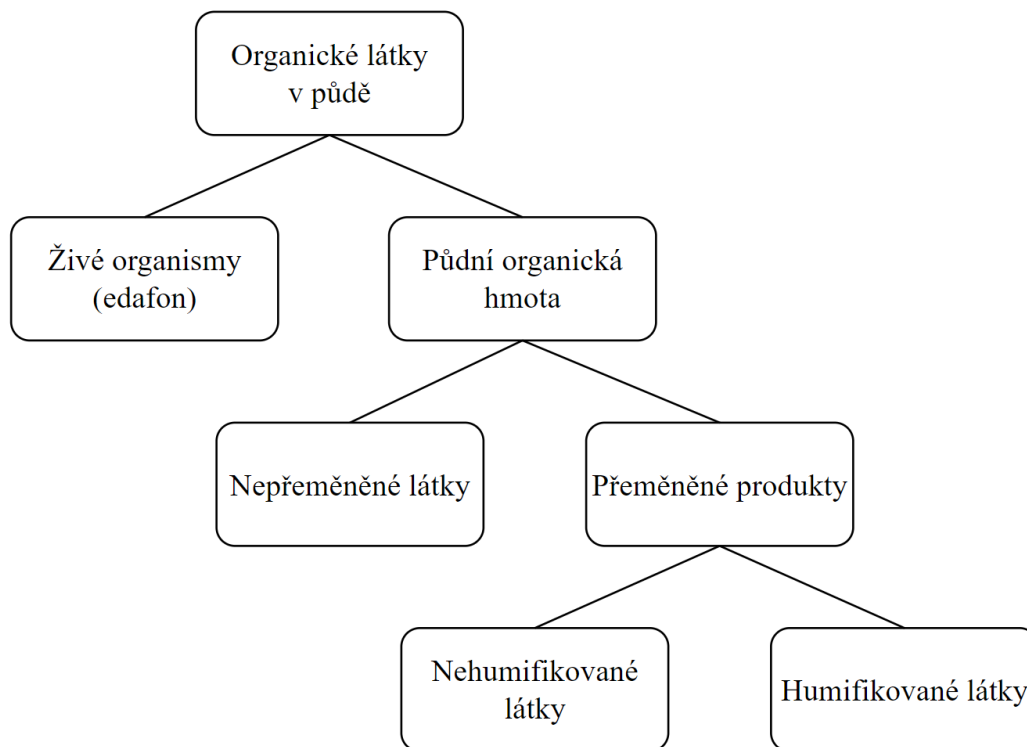 Organické látky
v půdě
Živé organismy
(edafon)
Půdní organická
hmota
Nepřeměněné látky
Přeměněné produkty
Nehumifikované
látky
Humifikované látky